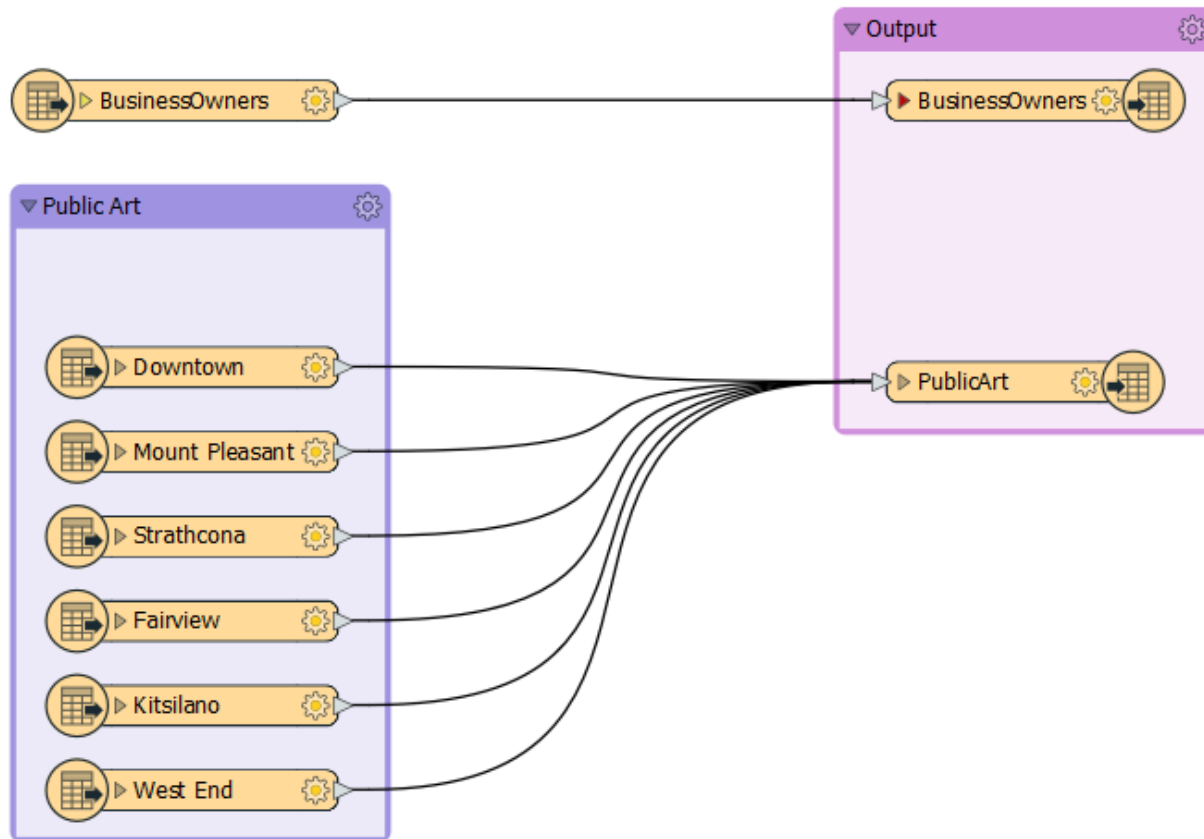 Output
BusinessOwners
BusinessOwners
Public Art
Downtown
PublicArt
Mount Pleasant
Strathcona
Fairview
Kitsilano
West End